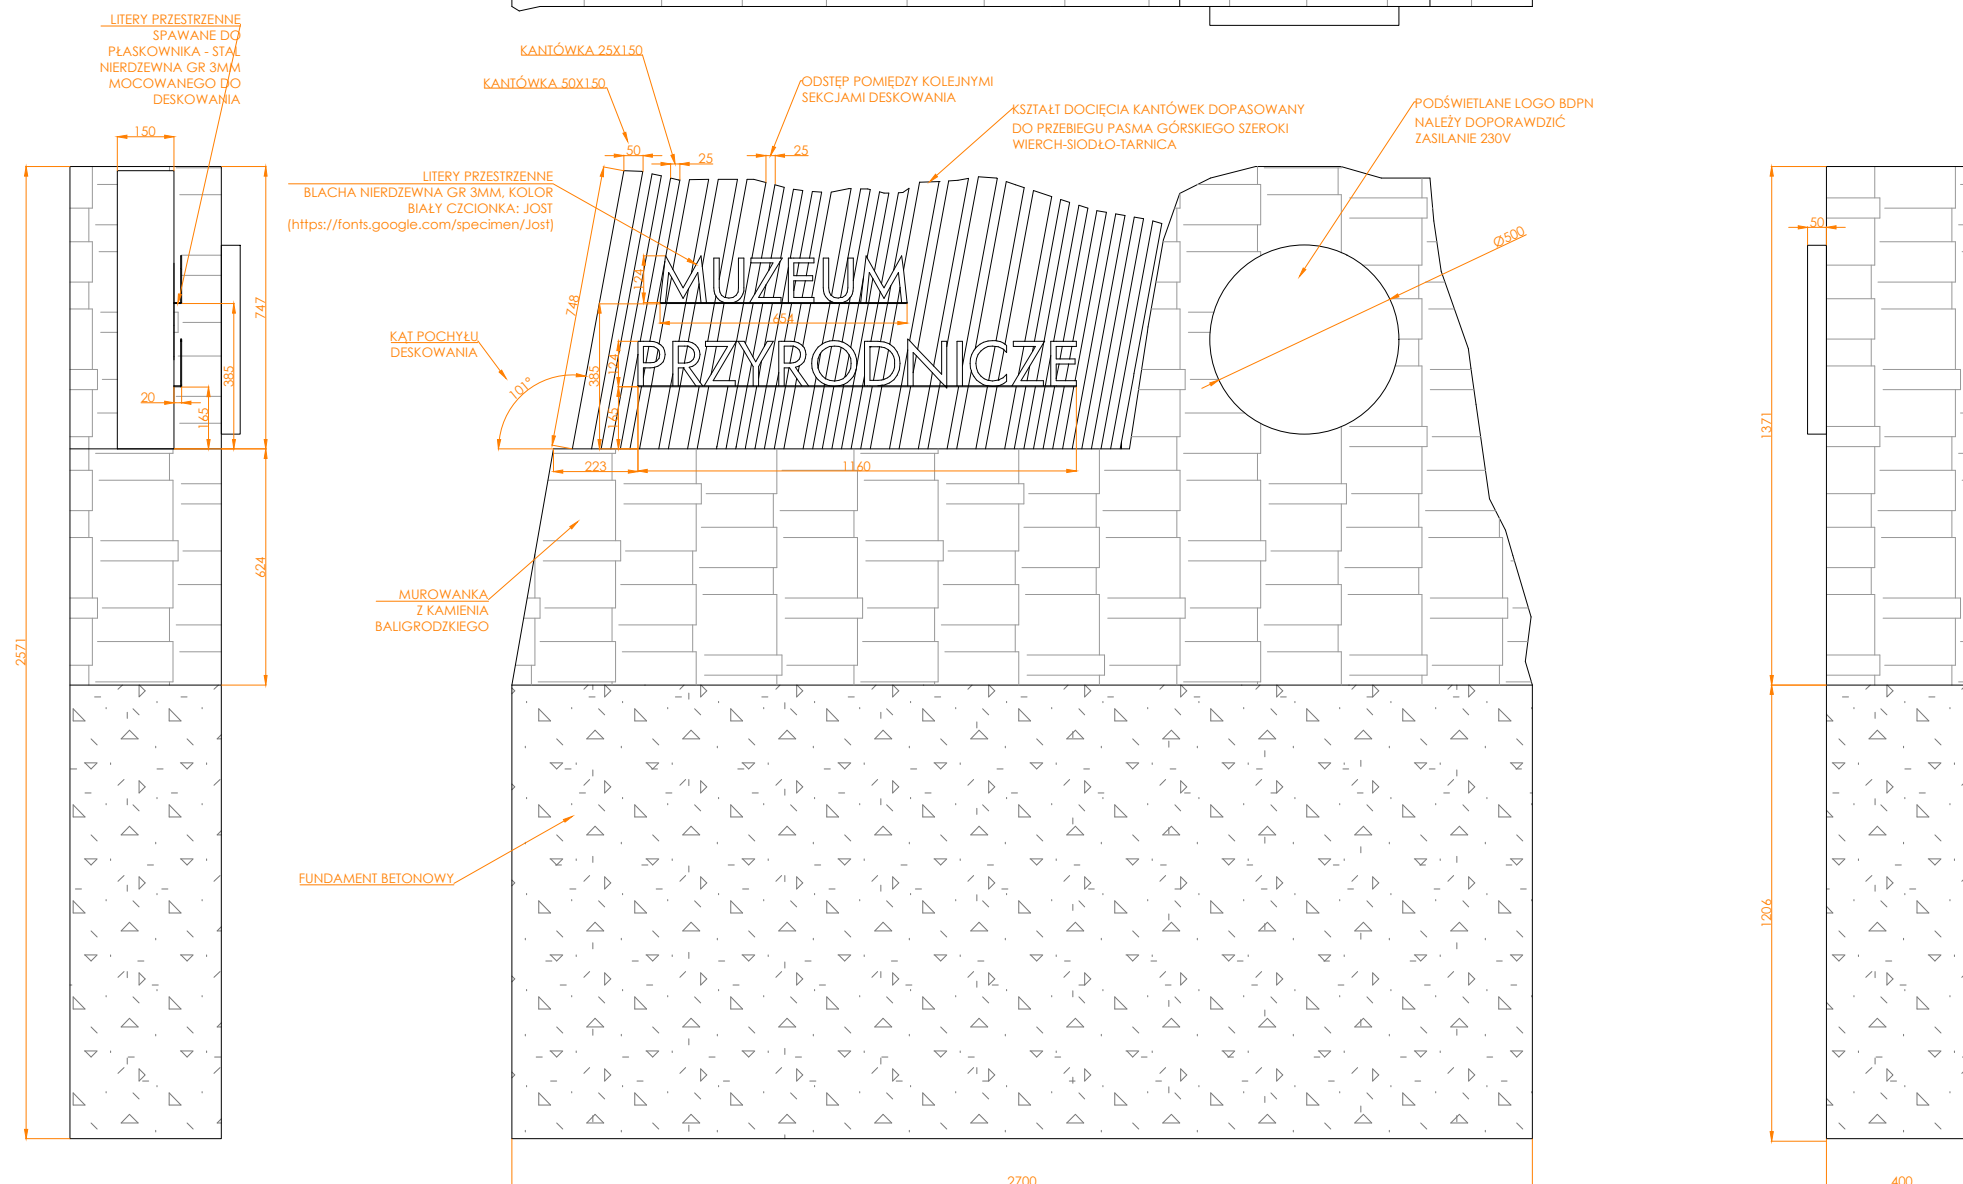 LITERY PRZESTRZENNE
SPAWANE DO
PŁASKOWNIKA - STAL
NIERDZEWNA GR 3MM
MOCOWANEGO DO
DESKOWANIA
KANTÓWKA 25X150
KANTÓWKA 50X150
ODSTĘP POMIĘDZY KOLEJNYMI
SEKCJAMI DESKOWANIA
KSZTAŁT DOCIĘCIA KANTÓWEK DOPASOWANY
DO PRZEBIEGU PASMA GÓRSKIEGO SZEROKI
WIERCH-SIODŁO-TARNICA
PODŚWIETLANE LOGO BDPN
NALEŻY DOPORAWDZIĆ
ZASILANIE 230V
150
50
25
25
LITERY PRZESTRZENNE
BLACHA NIERDZEWNA GR 3MM, KOLOR
BIAŁY CZCIONKA: JOST
(https://fonts.google.com/specimen/Jost)
50
Ø500
MUZEUM
124
654
748
747
KĄT POCHYŁU
DESKOWANIA
101°
PRZYRODNICZE
124
385
165
385
20
165
223
1160
1371
624
2571
MUROWANKA
Z KAMIENIA
BALIGRODZKIEGO
FUNDAMENT BETONOWY
1206
2700
400